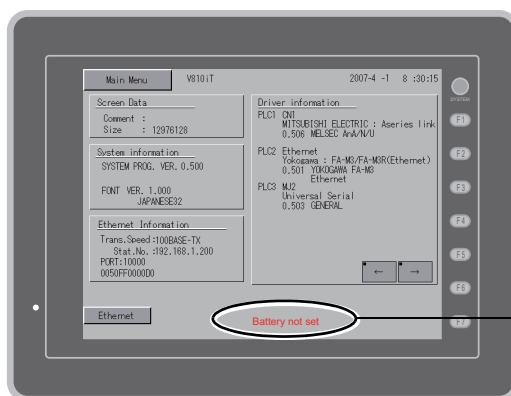 Main Menu V810iT 2007-4 -1 8 :30:15
SYSTEM
Screen Data
Comment :
Size : 12976128
System information
SYSTEM PROG. VER. 0.500
FONT VER. 1.000
JAPANESE32
Ethernet Information
Trans.Speed :100BASE-TX
Stat.No. :192.168.1.200
PORT:10000
0050FF0000D0
Driver information
PLC1 CN1
MITSUBISHI ELECTRIC : Aseries link
0.506 MELSEC AnA/N/U
PLC2 Ethernet
Yokogawa : FA-M3/FA-M3R(Ethernet)
0.501 YOKOGAWA FA-M3
Ethernet
PLC3 MJ2
Universal Serial
0.503 GENERAL
← →
Ethernet
Battery not set
F1
F2
F3
F4
F5
F6
F7